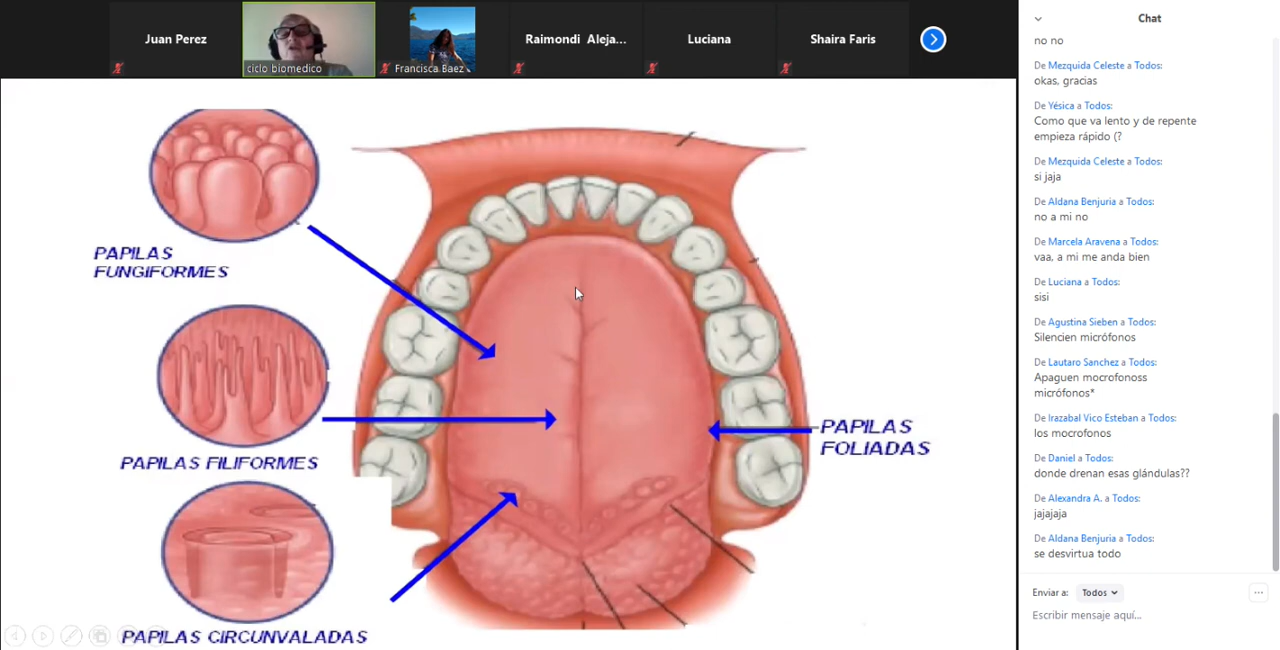 Juan Perez
ciclo biomedico
Francisca Baez
Raimondi Aleja...
Luciana
Shaira Faris
PAPILAS
FUNGIFORMES
PAPILAS FILIFORMES
PAPILAS CIRCUNVALADAS
PAPILAS
FOLIADAS
Chat
no no
De Mezquida Celeste a Todos:
okas, gracias
De Yésica a Todos:
Como que va lento y de repente
empieza rápido (?
De Mezquida Celeste a Todos:
si jaja
De Aldana Benjuria a Todos:
no a mi no
De Marcela Aravena a Todos:
vaa, a mi me anda bien
De Luciana a Todos:
sisi
De Agustina Sieben a Todos:
Silencien micrófonos
De Lautaro Sanchez a Todos:
Apaguen mocrofonoss
micrófonos*
De Irazabal Vico Esteban a Todos:
los mocrofonos
De Daniel a Todos:
donde drenan esas glándulas??
De Alexandra A. a Todos:
jajajaja
De Aldana Benjuria a Todos:
se desvirtua todo
Enviar a: Todos
Escribir mensaje aquí...